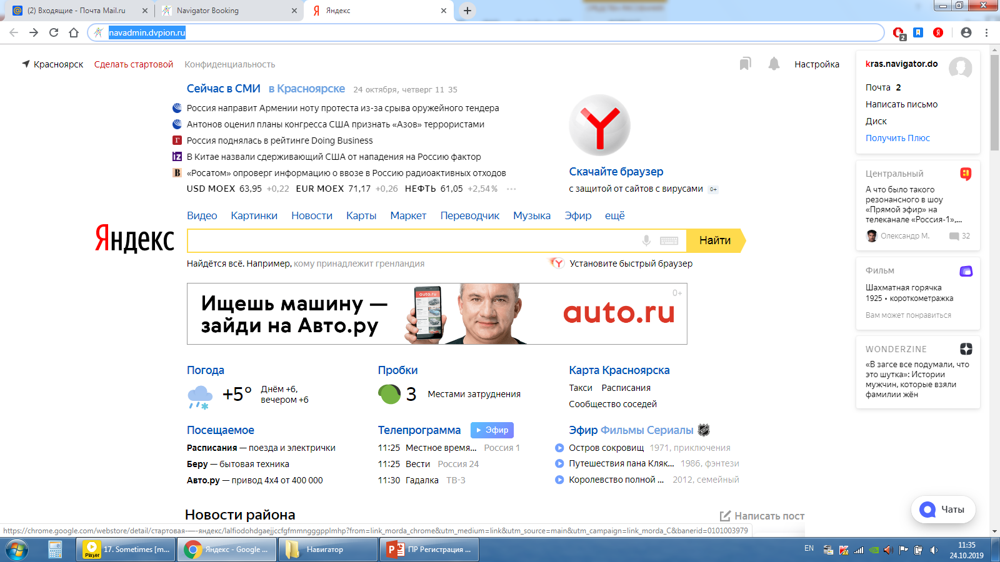 (2) Входящие - Почта Mail.ru
Navigator Booking
Яндекс
navadmin.dvpion.ru
2
Красноярск Сделать стартовой Конфиденциальность
Настройка
Сейчас в СМИ в Красноярске 24 октября, четверг 11 35
Россия направит Армении ноту протеста из-за срыва оружейного тендера
Антонов оценил планы конгресса США признать «Азов» террористами
Россия поднялась в рейтинге Doing Business
В Китае назвали сдерживающий США от нападения на Россию фактор
«Росатом» опроверг информацию о ввозе в Россию радиоактивных отходов
USD MOEX 63,95 +0,22 EUR MOEX 71,17 +0,26 НЕФТЬ 61,05 +2,54% ···
Скачайте браузер
с защитой от сайтов с вирусами 0+
kras.navigator.do
Почта 2
Написать письмо
Диск
Получить Плюс
Видео Картинки Новости Карты Маркет Переводчик Музыка Эфир ещё
Яндекс
Найти
Найдётся всё. Например, кому принадлежит гренландия
Установите быстрый браузер
Центральный
А что было такого
резонансного в шоу
«Прямой эфир» на
телеканале «Россия-1»,...
Олександр М. 32
Ищешь машину —
зайди на Авто.ру
auto.ru
auto.ru
0+
Фильм
Шахматная горячка
1925 • короткометражка
Вам может понравиться
WONDERZINE
«В загсе все подумали, что
это шутка»: Истории
мужчин, которые взяли
фамилии жён
Погода
+5°
Днём +6,
вечером +6
Пробки
3 Местами затруднения
Карта Красноярска
Такси Расписания
Сообщество соседей
Посещаемое
Расписания — поезда и электрички
Беру — бытовая техника
Авто.ру — привод 4x4 от 400 000
Телепрограмма Эфир
11:25 Местное время... Россия 1
11:25 Вести Россия 24
11:30 Гадалка ТВ-3
Эфир Фильмы Сериалы
Остров сокровищ 1971, приключения
Путешествия пана Кляк... 1986, фэнтези
Королевство полной ... 2012, семейный
Новости района
Написать пост
Чаты
https://chrome.google.com/webstore/detail/стартовая-—-яндекс/lalfiodohdgaejjccfgfmmngggpplmhp?from=link_morda_chrome&utm_medium=link&utm_source=main&utm_campaign=link_morda_C&banerid=0101003979
Player
17. Sometimes [m...
Яндекс - Google ...
Навигатор
ПР Регистрация ...
EN
11:35
24.10.2019